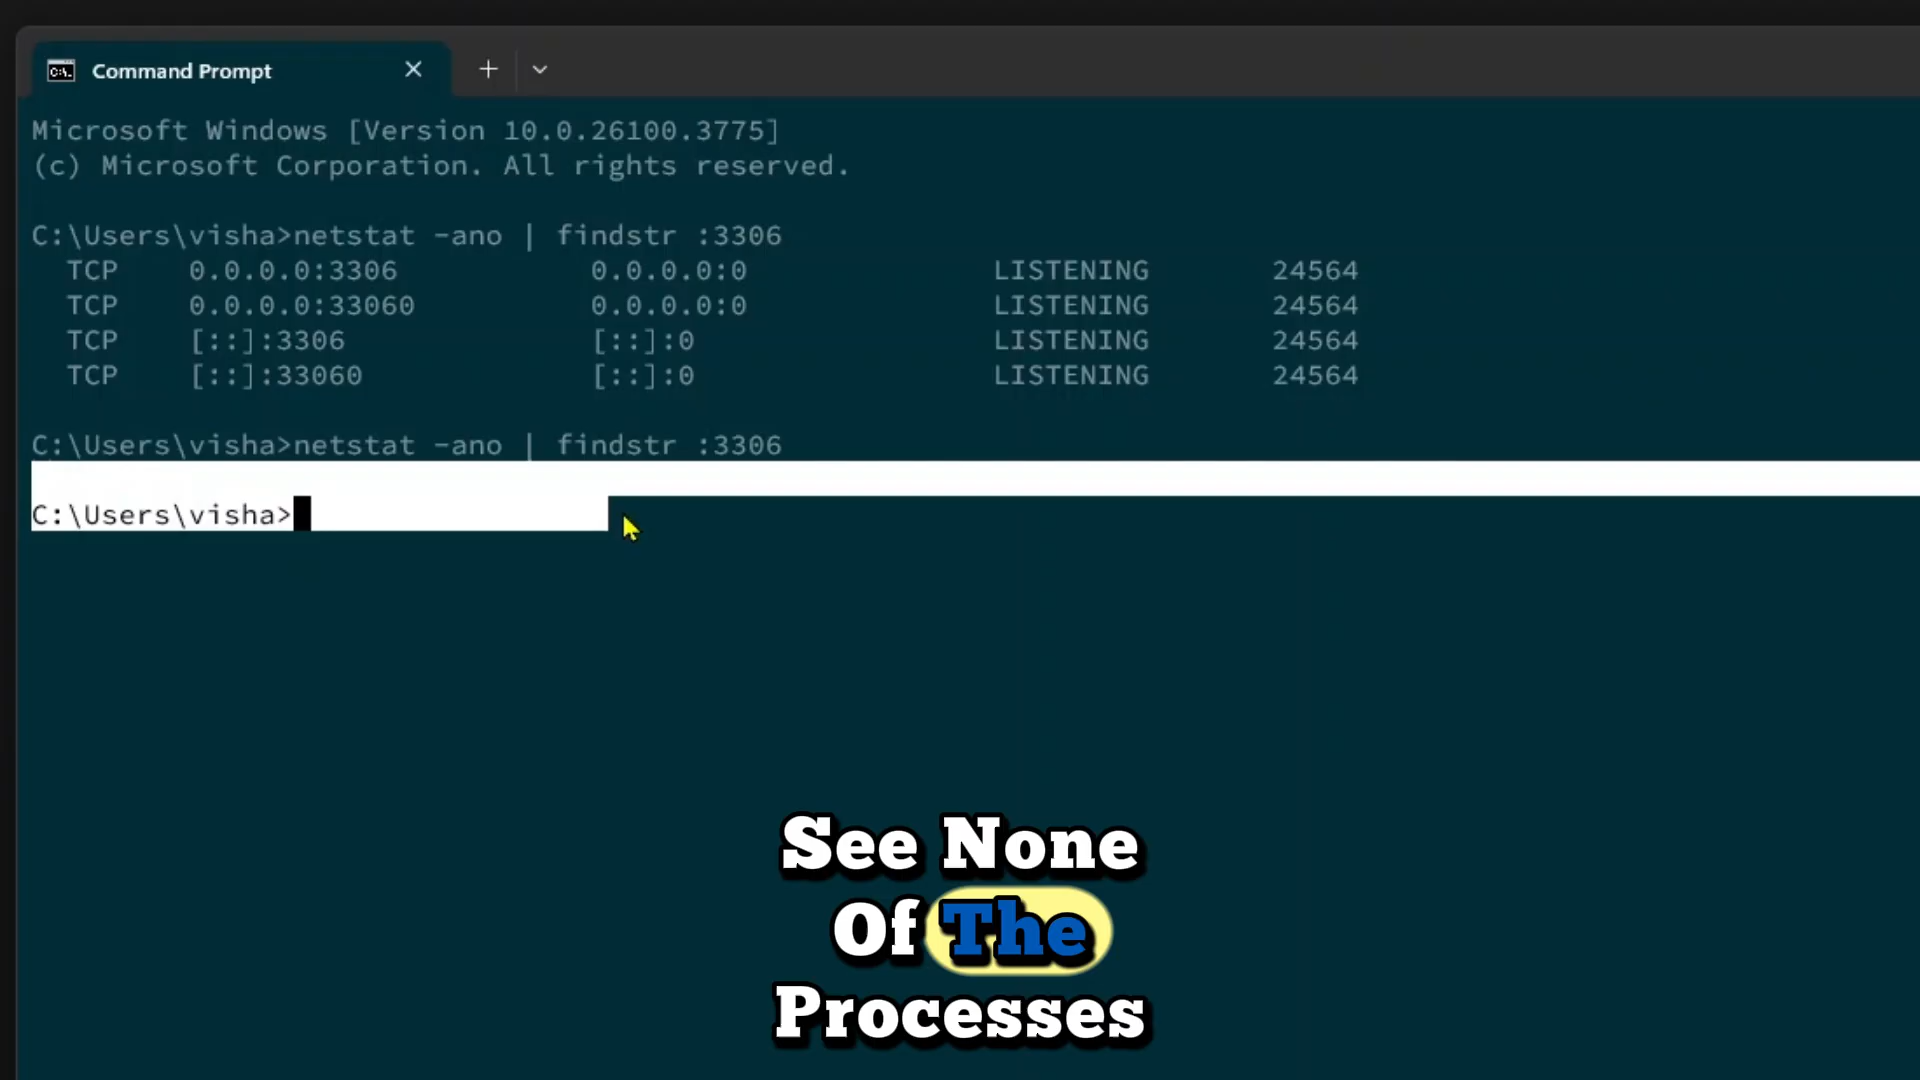 Command Prompt
Microsoft Windows [Version 10.0.26100.3775]
(c) Microsoft Corporation. All rights reserved.
C:\Users\visha>netstat -ano | findstr :3306
TCP 0.0.0.0:3306 0.0.0.0:0 LISTENING 24564
TCP 0.0.0.0:33060 0.0.0.0:0 LISTENING 24564
TCP [::]:3306 [::]:0 LISTENING 24564
TCP [::]:33060 [::]:0 LISTENING 24564
C:\Users\visha>netstat -ano | findstr :3306
C:\Users\visha>
See None
Of The
Processes